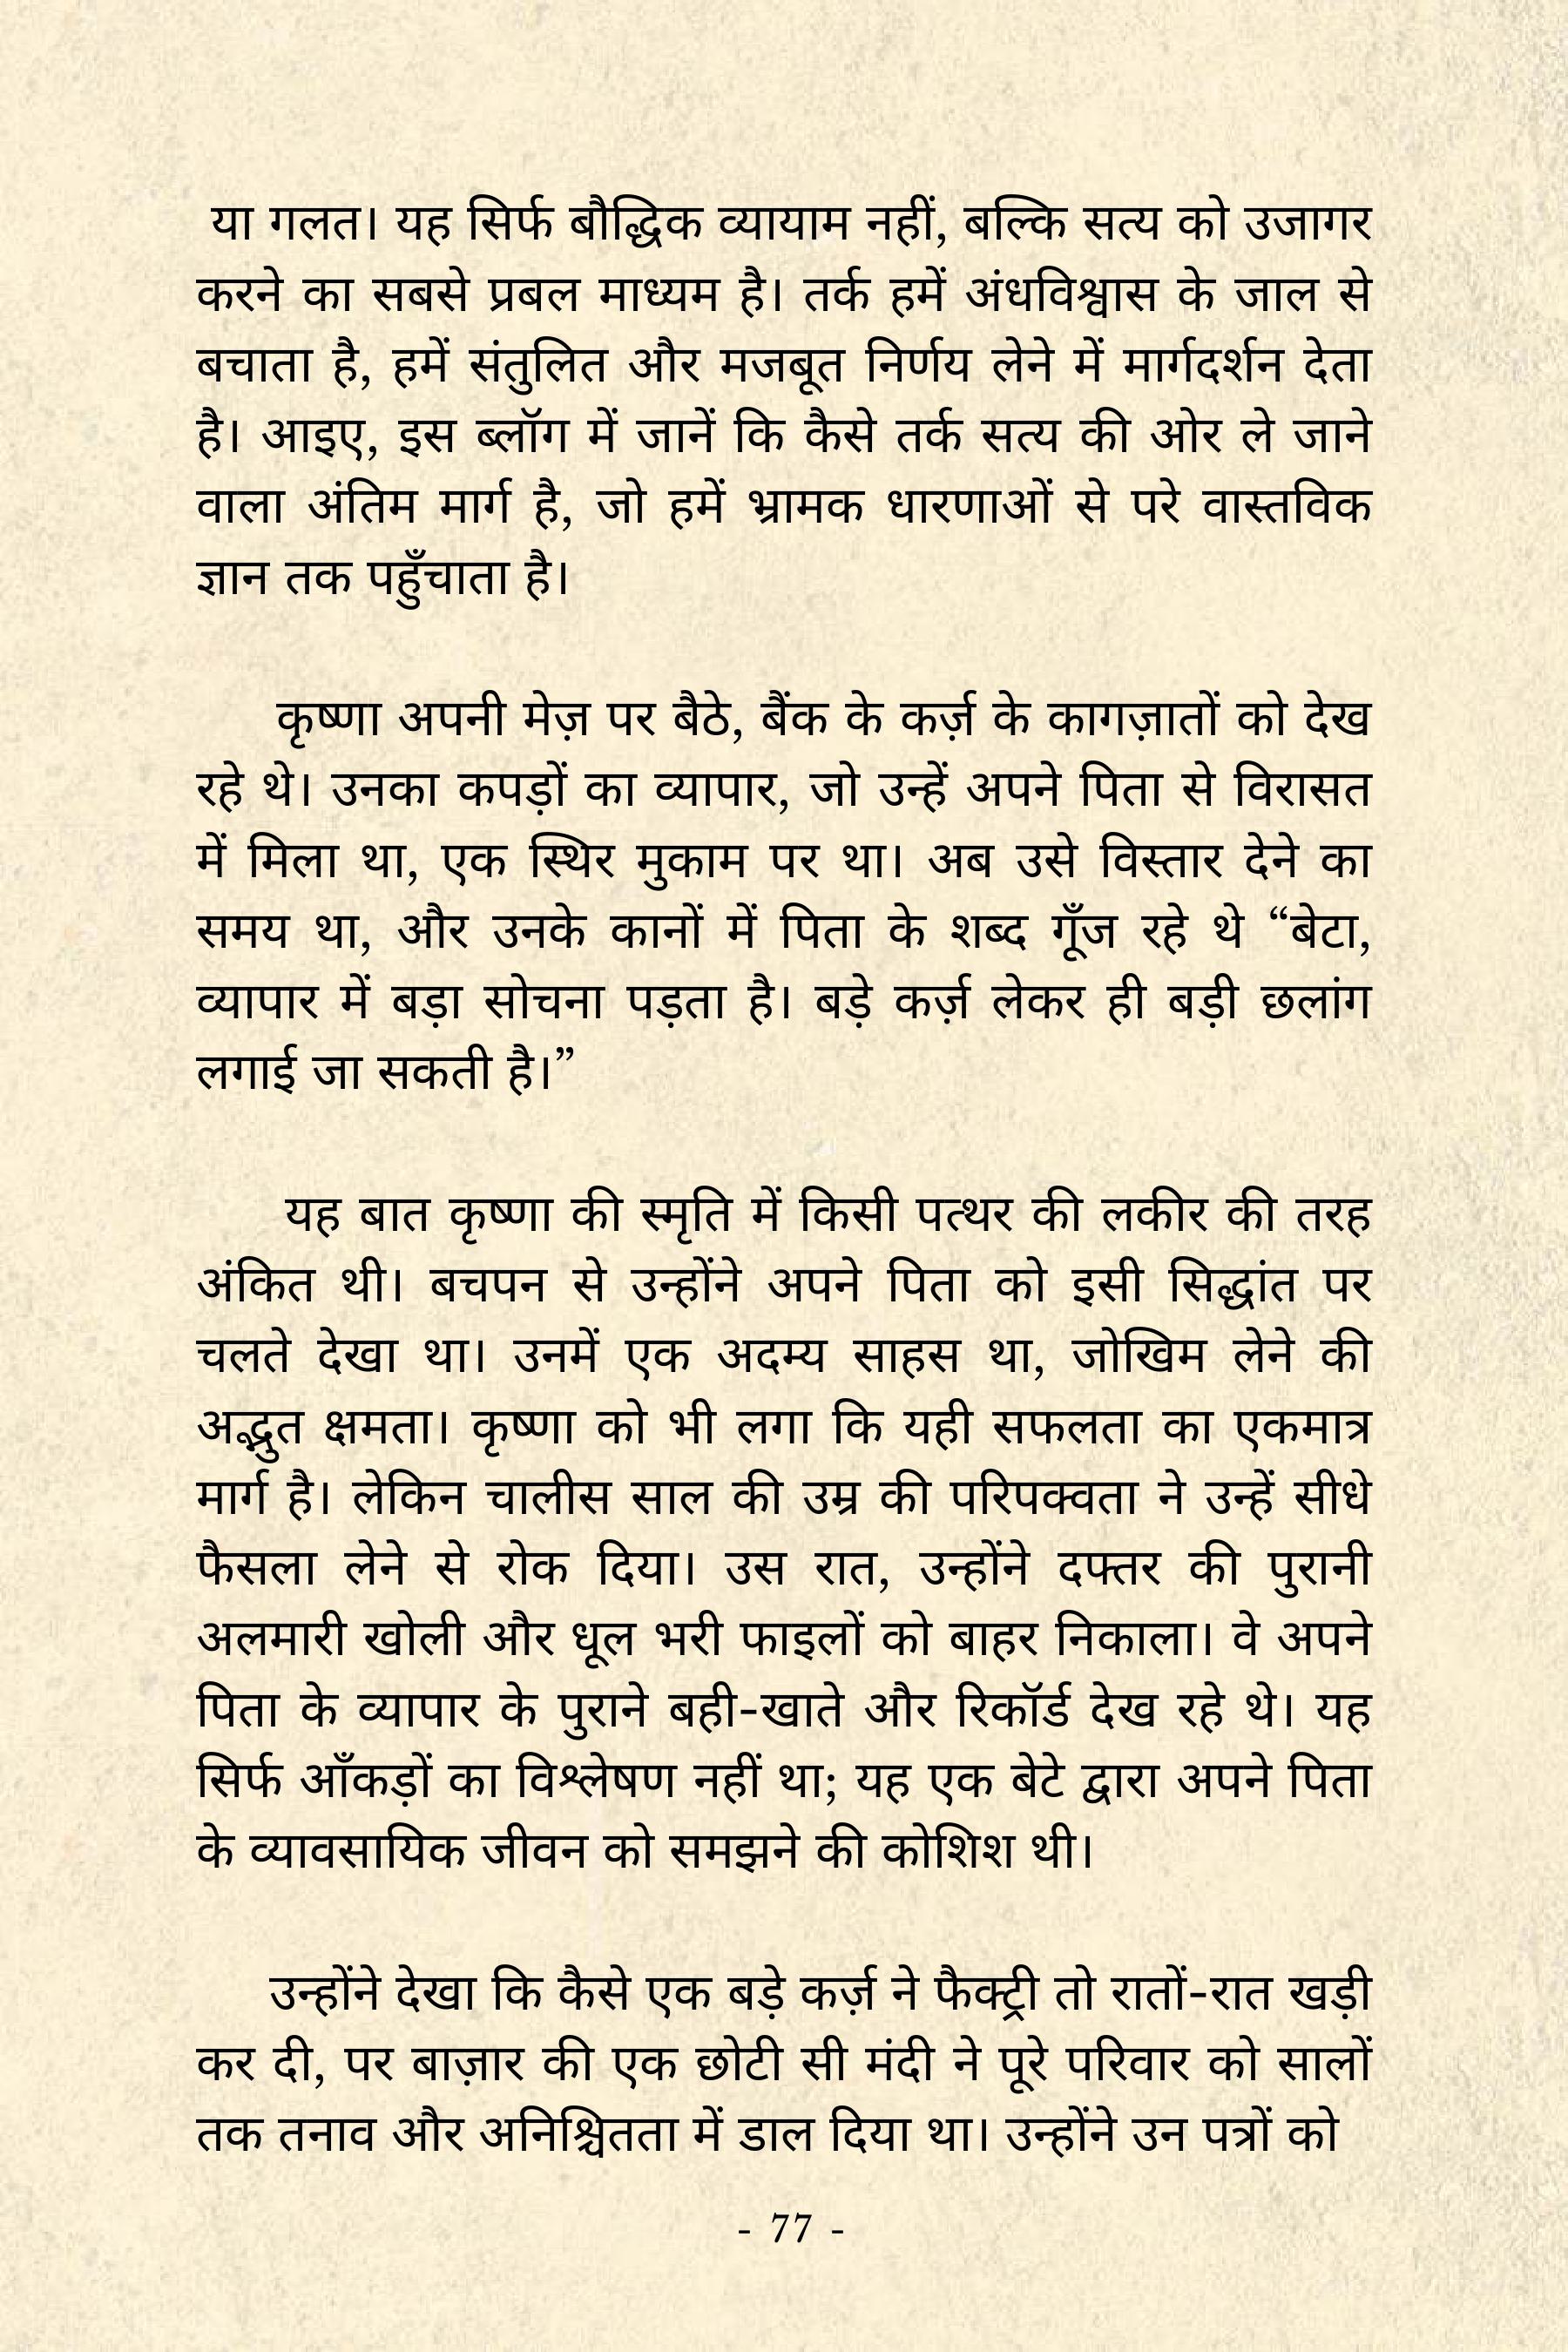 या गलत। यह सिर्फ बौद्धिक व्यायाम नहीं, बल्कि सत्य को उजागर
करने का सबसे प्रबल माध्यम है। तर्क हमें अंधविश्वास के जाल से
बचाता है, हमें संतुलित और मजबूत निर्णय लेने में मार्गदर्शन देता
है। आइए, इस ब्लॉग में जानें कि कैसे तर्क सत्य की ओर ले जाने
वाला अंतिम मार्ग है, जो हमें भ्रामक धारणाओं से परे वास्तविक
ज्ञान तक पहुँचाता है।
कृष्णा अपनी मेज़ पर बैठे, बैंक के कर्ज़ के कागज़ातों को देख
रहे थे। उनका कपड़ों का व्यापार, जो उन्हें अपने पिता से विरासत
में मिला था, एक स्थिर मुकाम पर था। अब उसे विस्तार देने का
समय था, और उनके कानों में पिता के शब्द गूँज रहे थे “बेटा,
व्यापार में बड़ा सोचना पड़ता है। बड़े कर्ज़ लेकर ही बड़ी छलांग
लगाई जा सकती है।”
यह बात कृष्णा की स्मृति में किसी पत्थर की लकीर की तरह
अंकित थी। बचपन से उन्होंने अपने पिता को इसी सिद्धांत पर
चलते देखा था। उनमें एक अदम्य साहस था, जोखिम लेने की
अद्भुत क्षमता। कृष्णा को भी लगा कि यही सफलता का एकमात्र
मार्ग है। लेकिन चालीस साल की उम्र की परिपक्वता ने उन्हें सीधे
फैसला लेने से रोक दिया। उस रात, उन्होंने दफ्तर की पुरानी
अलमारी खोली और धूल भरी फाइलों को बाहर निकाला। वे अपने
पिता के व्यापार के पुराने बही-खाते और रिकॉर्ड देख रहे थे। यह
सिर्फ आँकड़ों का विश्लेषण नहीं था; यह एक बेटे द्वारा अपने पिता
के व्यावसायिक जीवन को समझने की कोशिश थी।
उन्होंने देखा कि कैसे एक बड़े कर्ज़ ने फैक्ट्री तो रातों-रात खड़ी
कर दी, पर बाज़ार की एक छोटी सी मंदी ने पूरे परिवार को सालों
तक तनाव और अनिश्चितता में डाल दिया था। उन्होंने उन पत्रों को
- 77 -